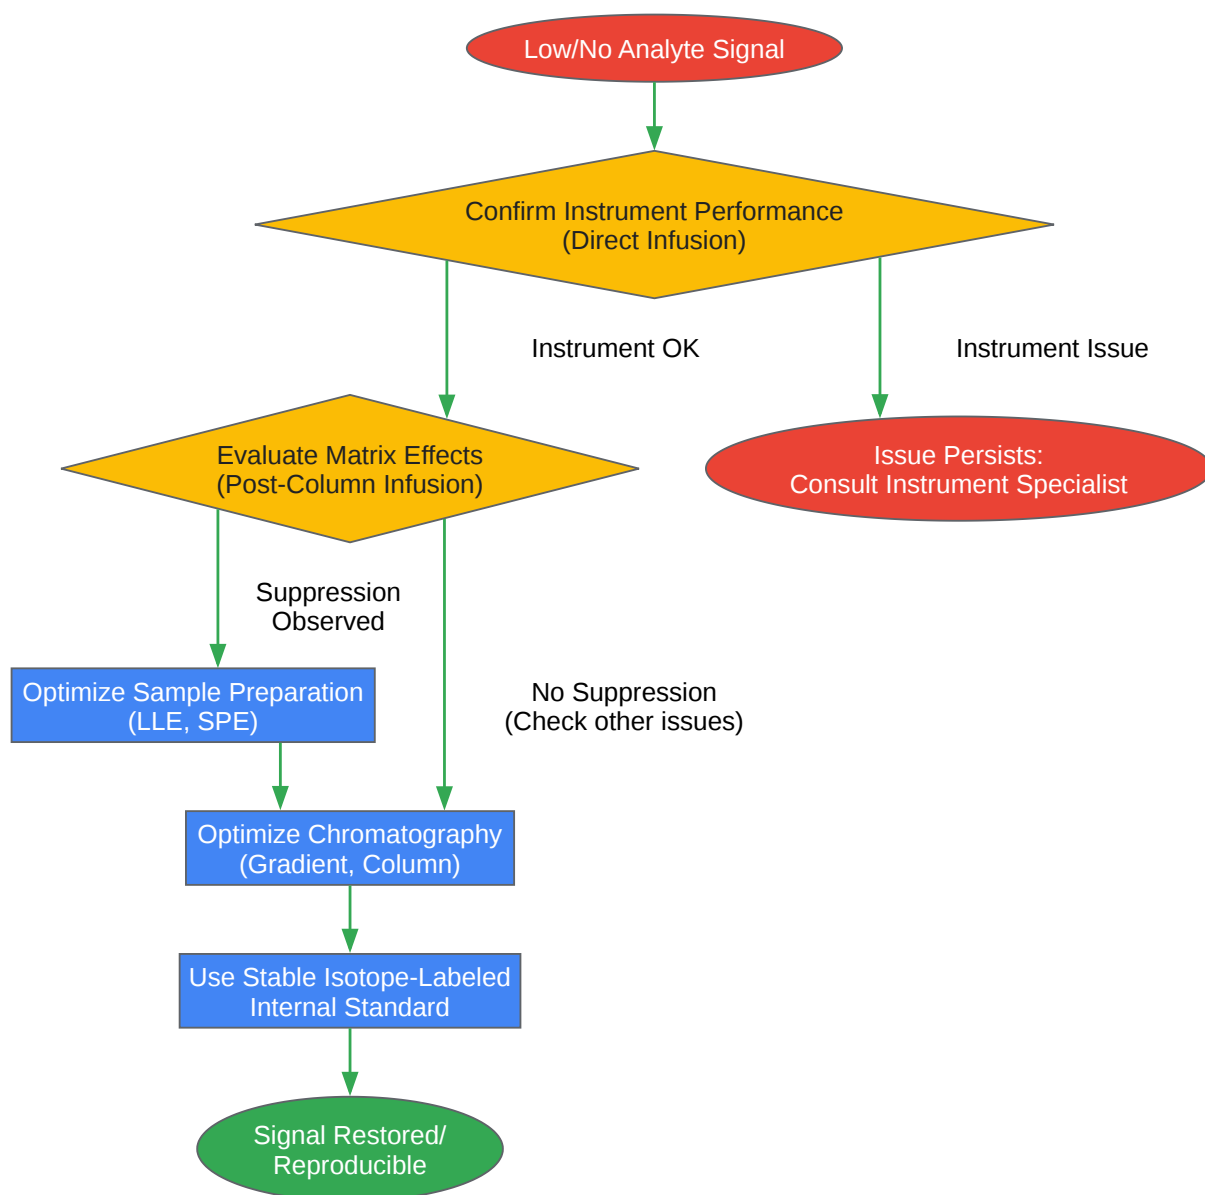 Low/No Analyte Signal
Confirm Instrument Performance
(Direct Infusion)
Instrument OK
Instrument Issue
Evaluate Matrix Effects
(Post-Column Infusion)
Issue Persists:
Consult Instrument Specialist
Suppression
Observed
Optimize Sample Preparation
(LLE, SPE)
No Suppression
(Check other issues)
Optimize Chromatography
(Gradient, Column)
Use Stable Isotope-Labeled
Internal Standard
Signal Restored/
Reproducible